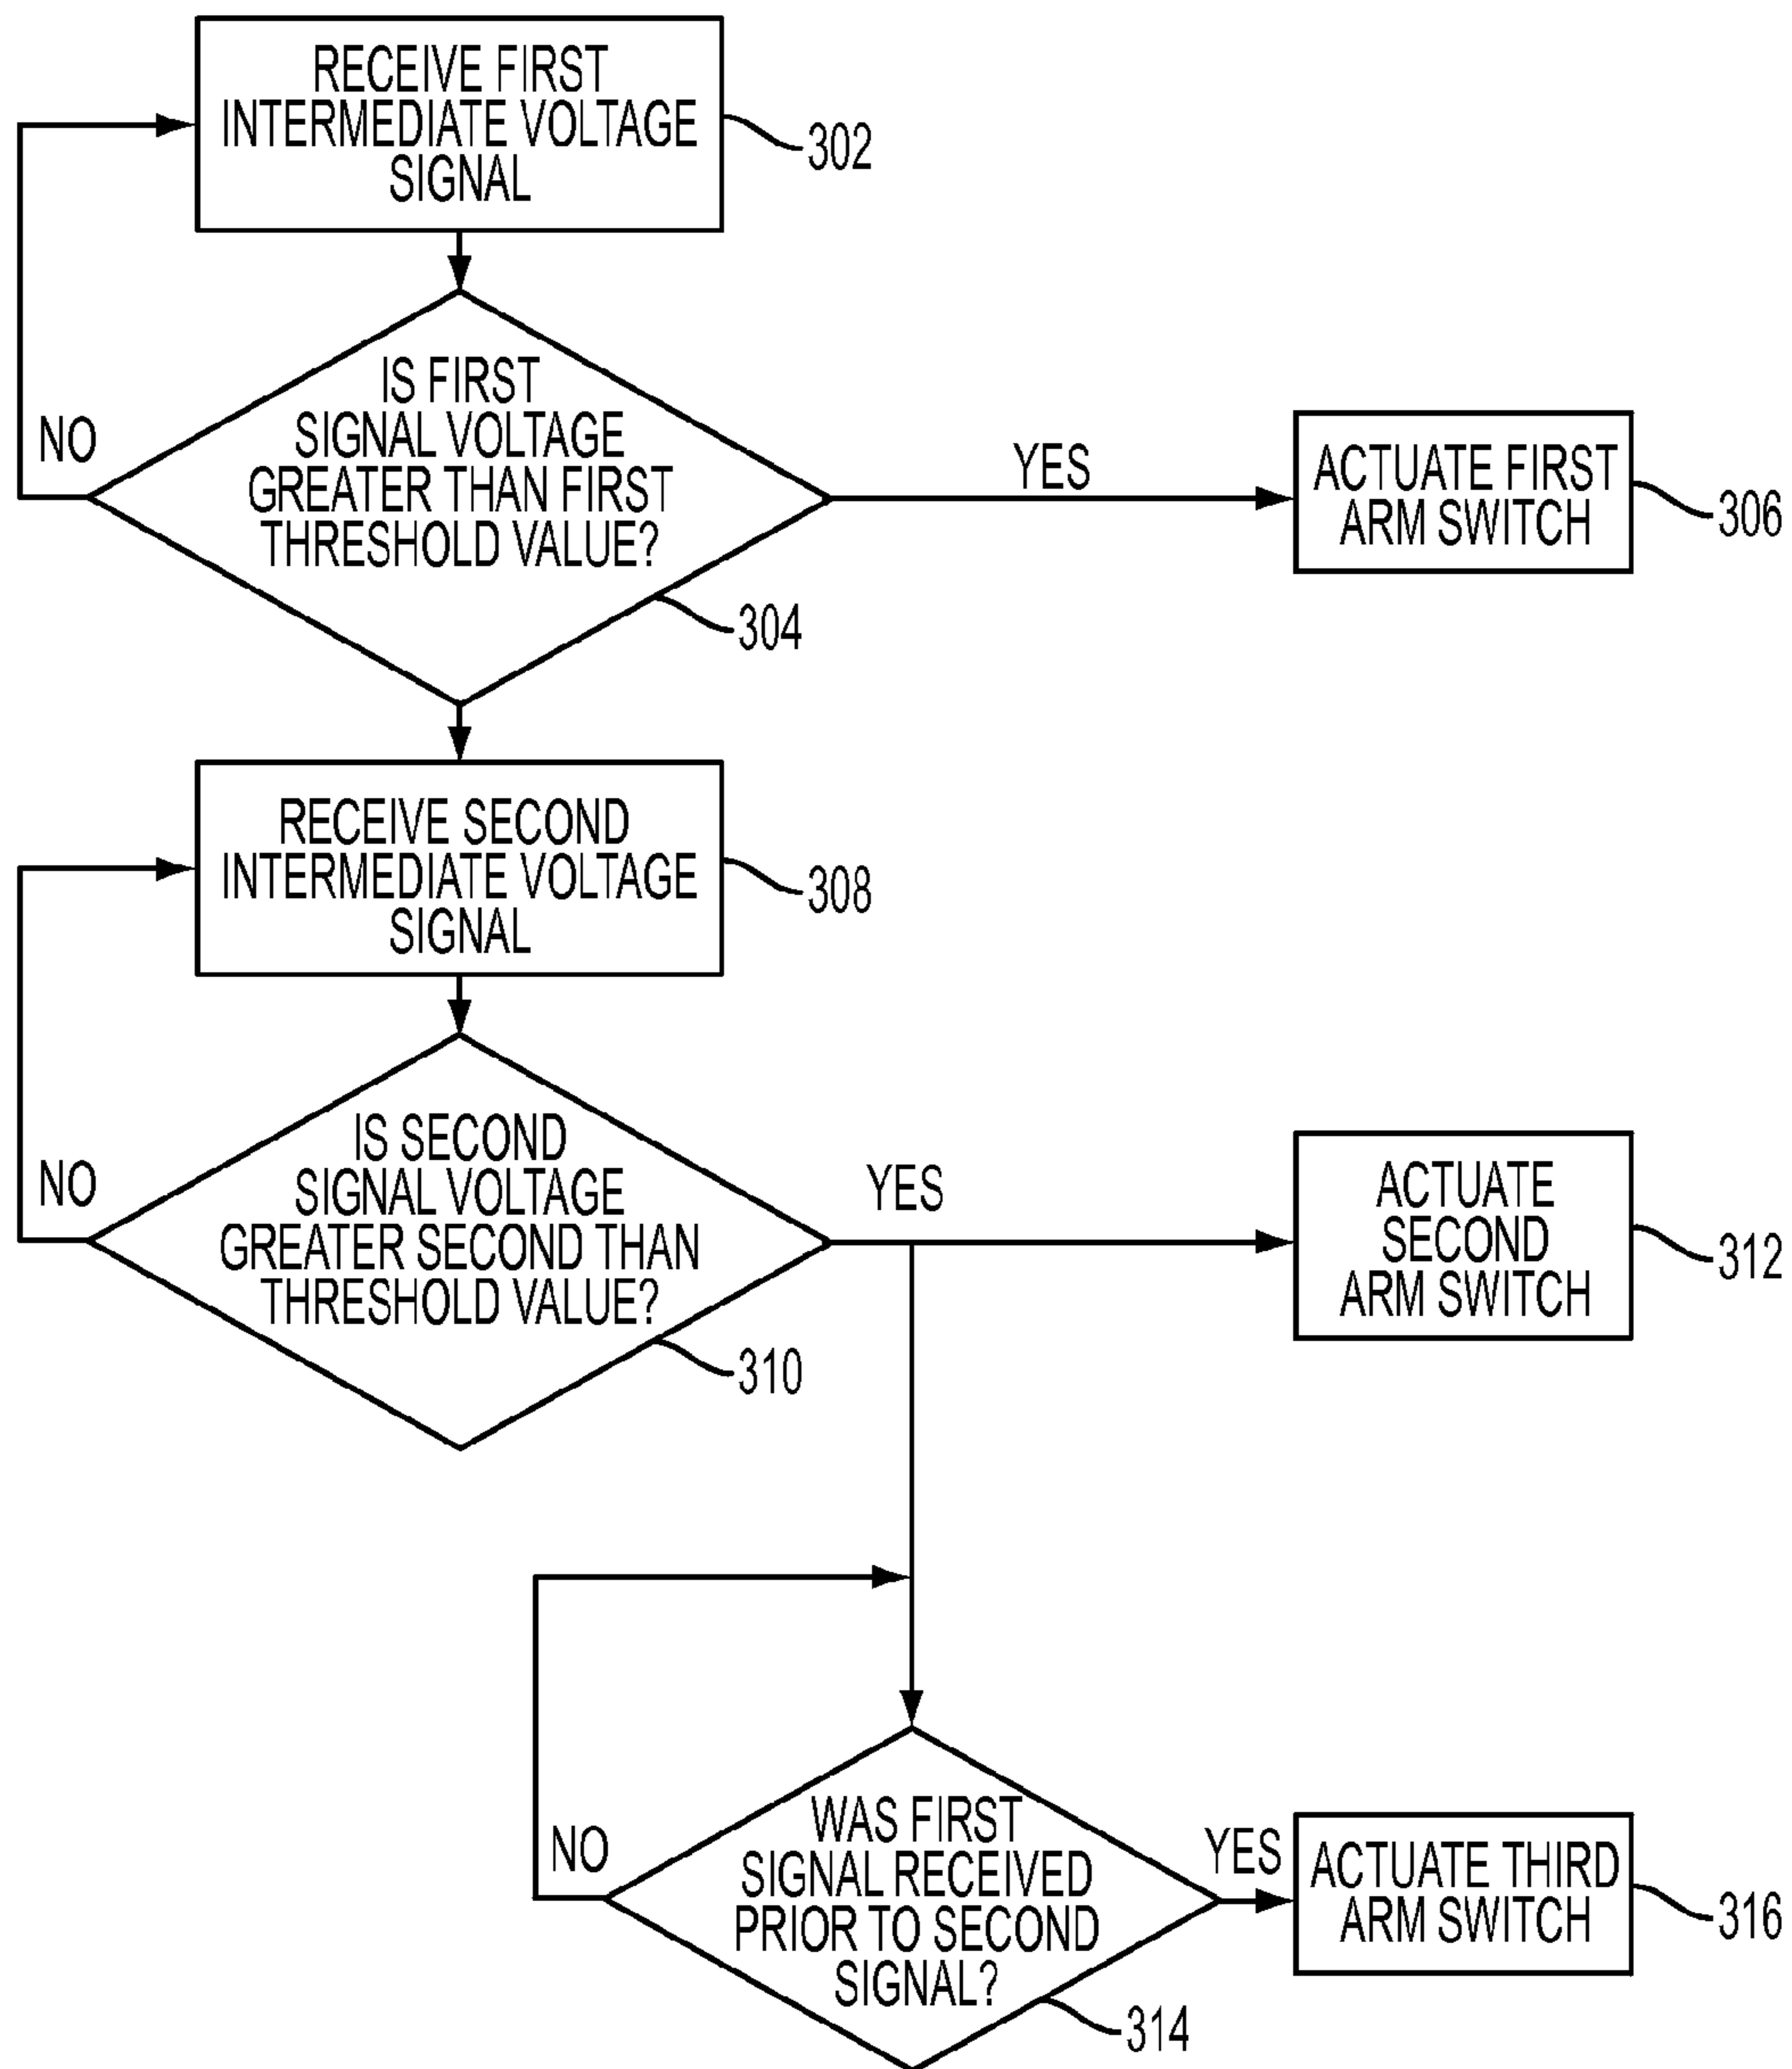 RECEIVE FIRST
INTERMEDIATE VOLTAGE
SIGNAL
302
IS FIRST
SIGNAL VOLTAGE
GREATER THAN FIRST
THRESHOLD VALUE?
NO
YES
304
ACTUATE FIRST
ARM SWITCH
306
RECEIVE SECOND
INTERMEDIATE VOLTAGE
SIGNAL
308
IS SECOND
SIGNAL VOLTAGE
GREATER SECOND THAN
THRESHOLD VALUE?
NO
YES
310
ACTUATE
SECOND
ARM SWITCH
312
WAS FIRST
SIGNAL RECEIVED
PRIOR TO SECOND
SIGNAL?
NO
YES
314
ACTUATE THIRD
ARM SWITCH
316